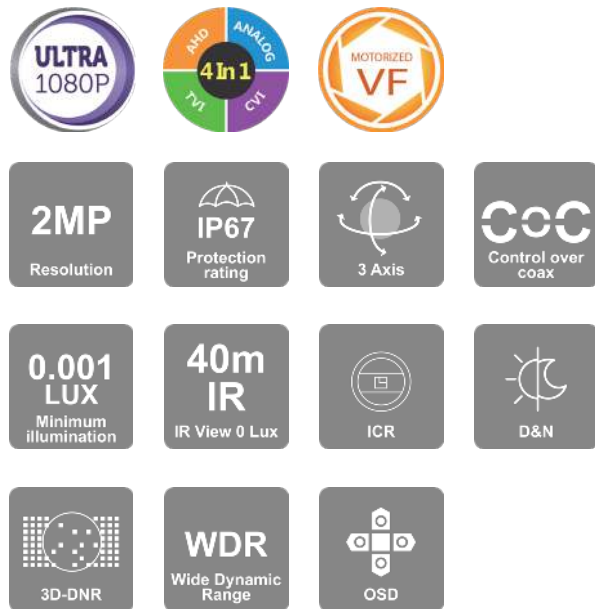 ULTRA
1080P
AHD
ANALOG
4 In 1
TVI
CVI
MOTORIZED
VF
2MP
Resolution
IP67
Protection
rating
3 Axis
CoC
Control over
coax
0.001
LUX
Minimum
illumination
40m
IR
IR View 0 Lux
ICR
D&N
3D-DNR
WDR
Wide Dynamic
Range
OSD